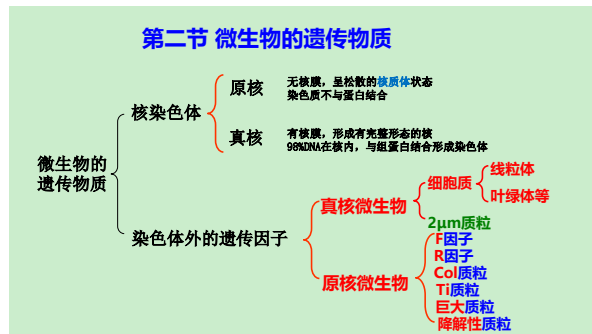 第二节 微生物的遗传物质
微生物的
遗传物质
核染色体
原核
无核膜，呈松散的核质体状态
染色质不与蛋白结合
真核
有核膜，形成有完整形态的核
98%DNA在核内，与组蛋白结合形成染色体
染色体外的遗传因子
真核微生物
细胞质
线粒体
叶绿体等
2μm质粒
原核微生物
F因子
R因子
Col质粒
Ti质粒
巨大质粒
降解性质粒